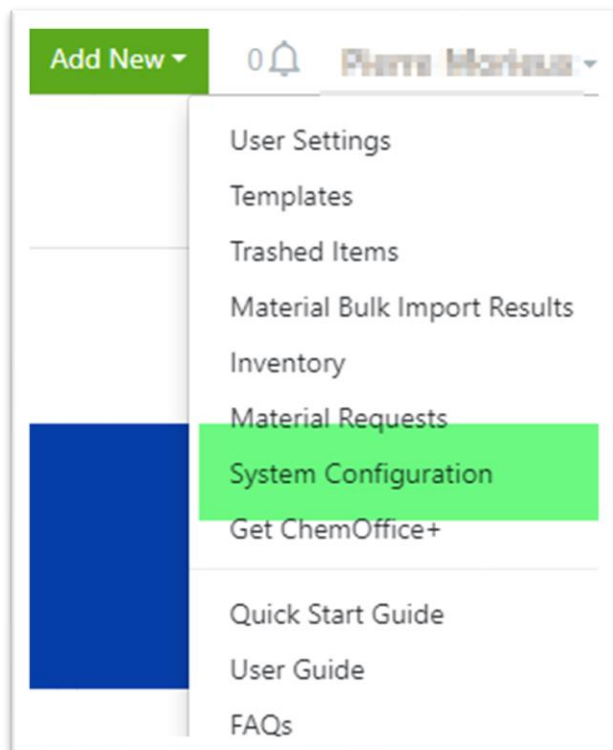 Add New
0
User Settings
Templates
Trashed Items
Material Bulk Import Results
Inventory
Material Requests
System Configuration
Get ChemOffice+
Quick Start Guide
User Guide
FAQs